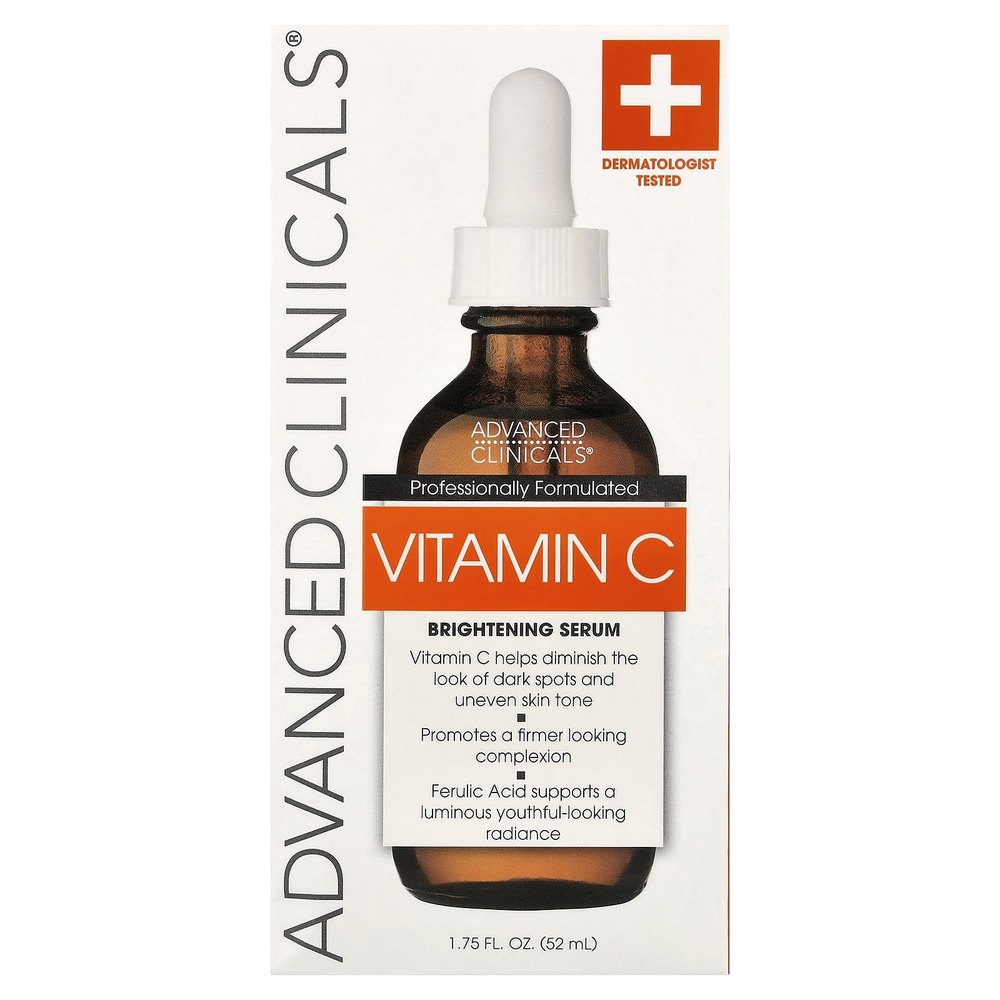 ADVANCED CLINICALS®
DERMATOLOGIST
TESTED
ADVANCED
CLINICALS®
Professionally Formulated
VITAMIN C
BRIGHTENING SERUM
Vitamin C helps diminish the
look of dark spots and
uneven skin tone
Promotes a firmer looking
complexion
Ferulic Acid supports a
luminous youthful-looking
radiance
1.75 FL. OZ. (52 mL)